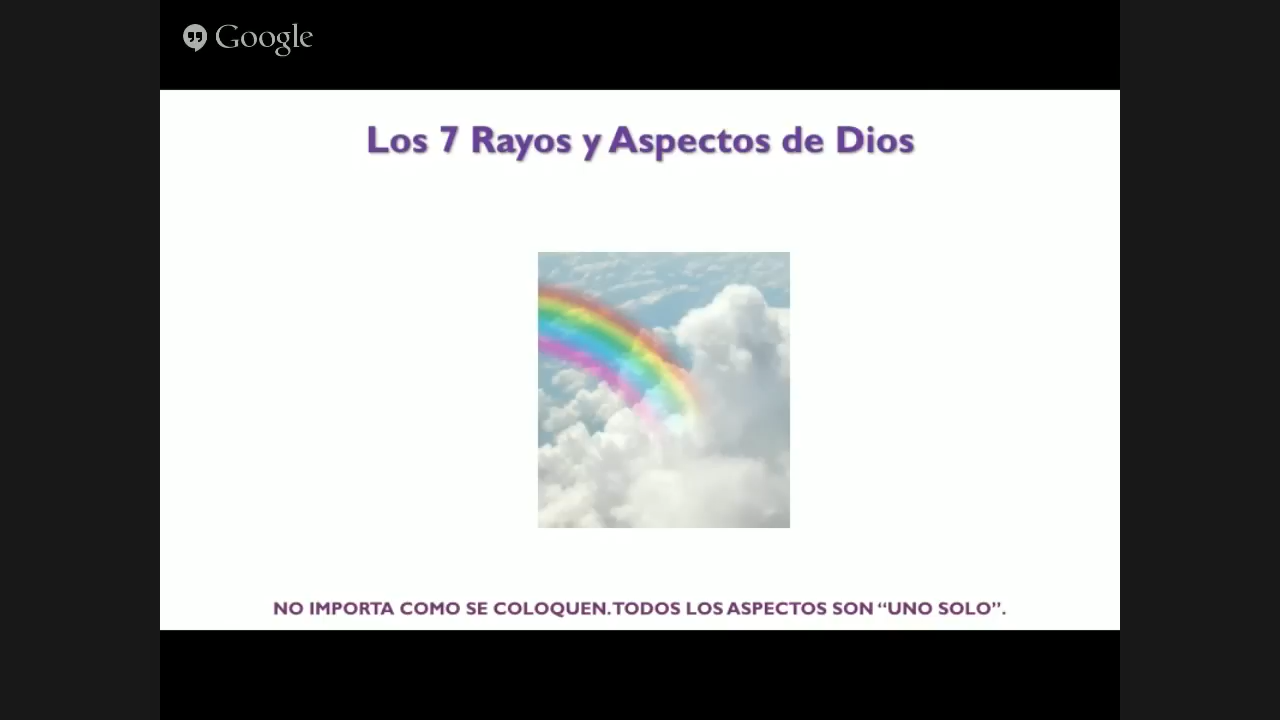 Google
Los 7 Rayos y Aspectos de Dios
NO IMPORTA COMO SE COLOQUEN.TODOS LOS ASPECTOS SON “UNO SOLO”.